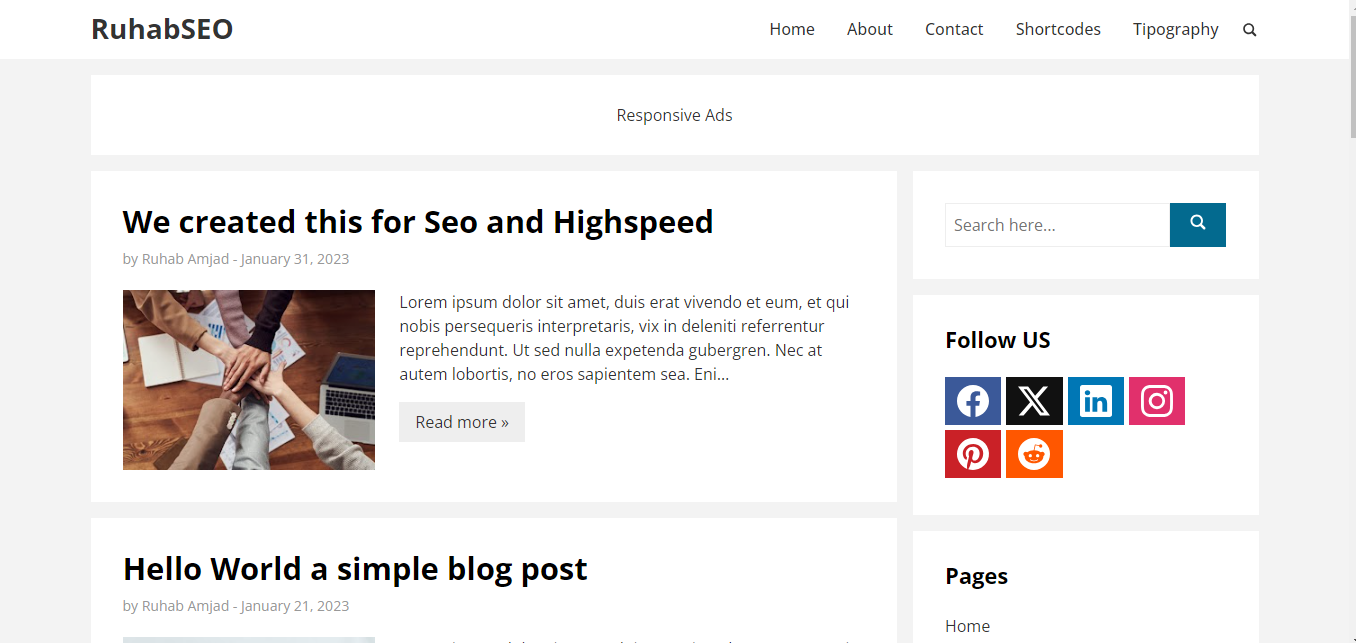 RuhabSEO
Home About Contact Shortcodes Tipography
Responsive Ads
We created this for Seo and Highspeed
by Ruhab Amjad - January 31, 2023
Lorem ipsum dolor sit amet, duis erat vivendo et eum, et qui
nobis persequeris interpretaris, vix in deleniti referrentur
reprehendunt. Ut sed nulla expetenda gubergren. Nec at
autem lobortis, no eros sapientem sea. Eni...
Read more »
Hello World a simple blog post
by Ruhab Amjad - January 21, 2023
Search here...
Follow US
Pages
Home